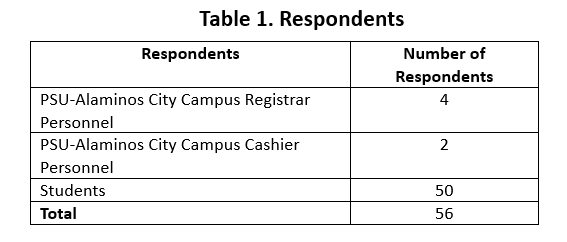 Table 1. Respondents
Respondents Number of
Respondents
PSU-Alaminos City Campus Registrar 4
Personnel
PSU-Alaminos City Campus Cashier 2
Personnel
Students 50
Total 56